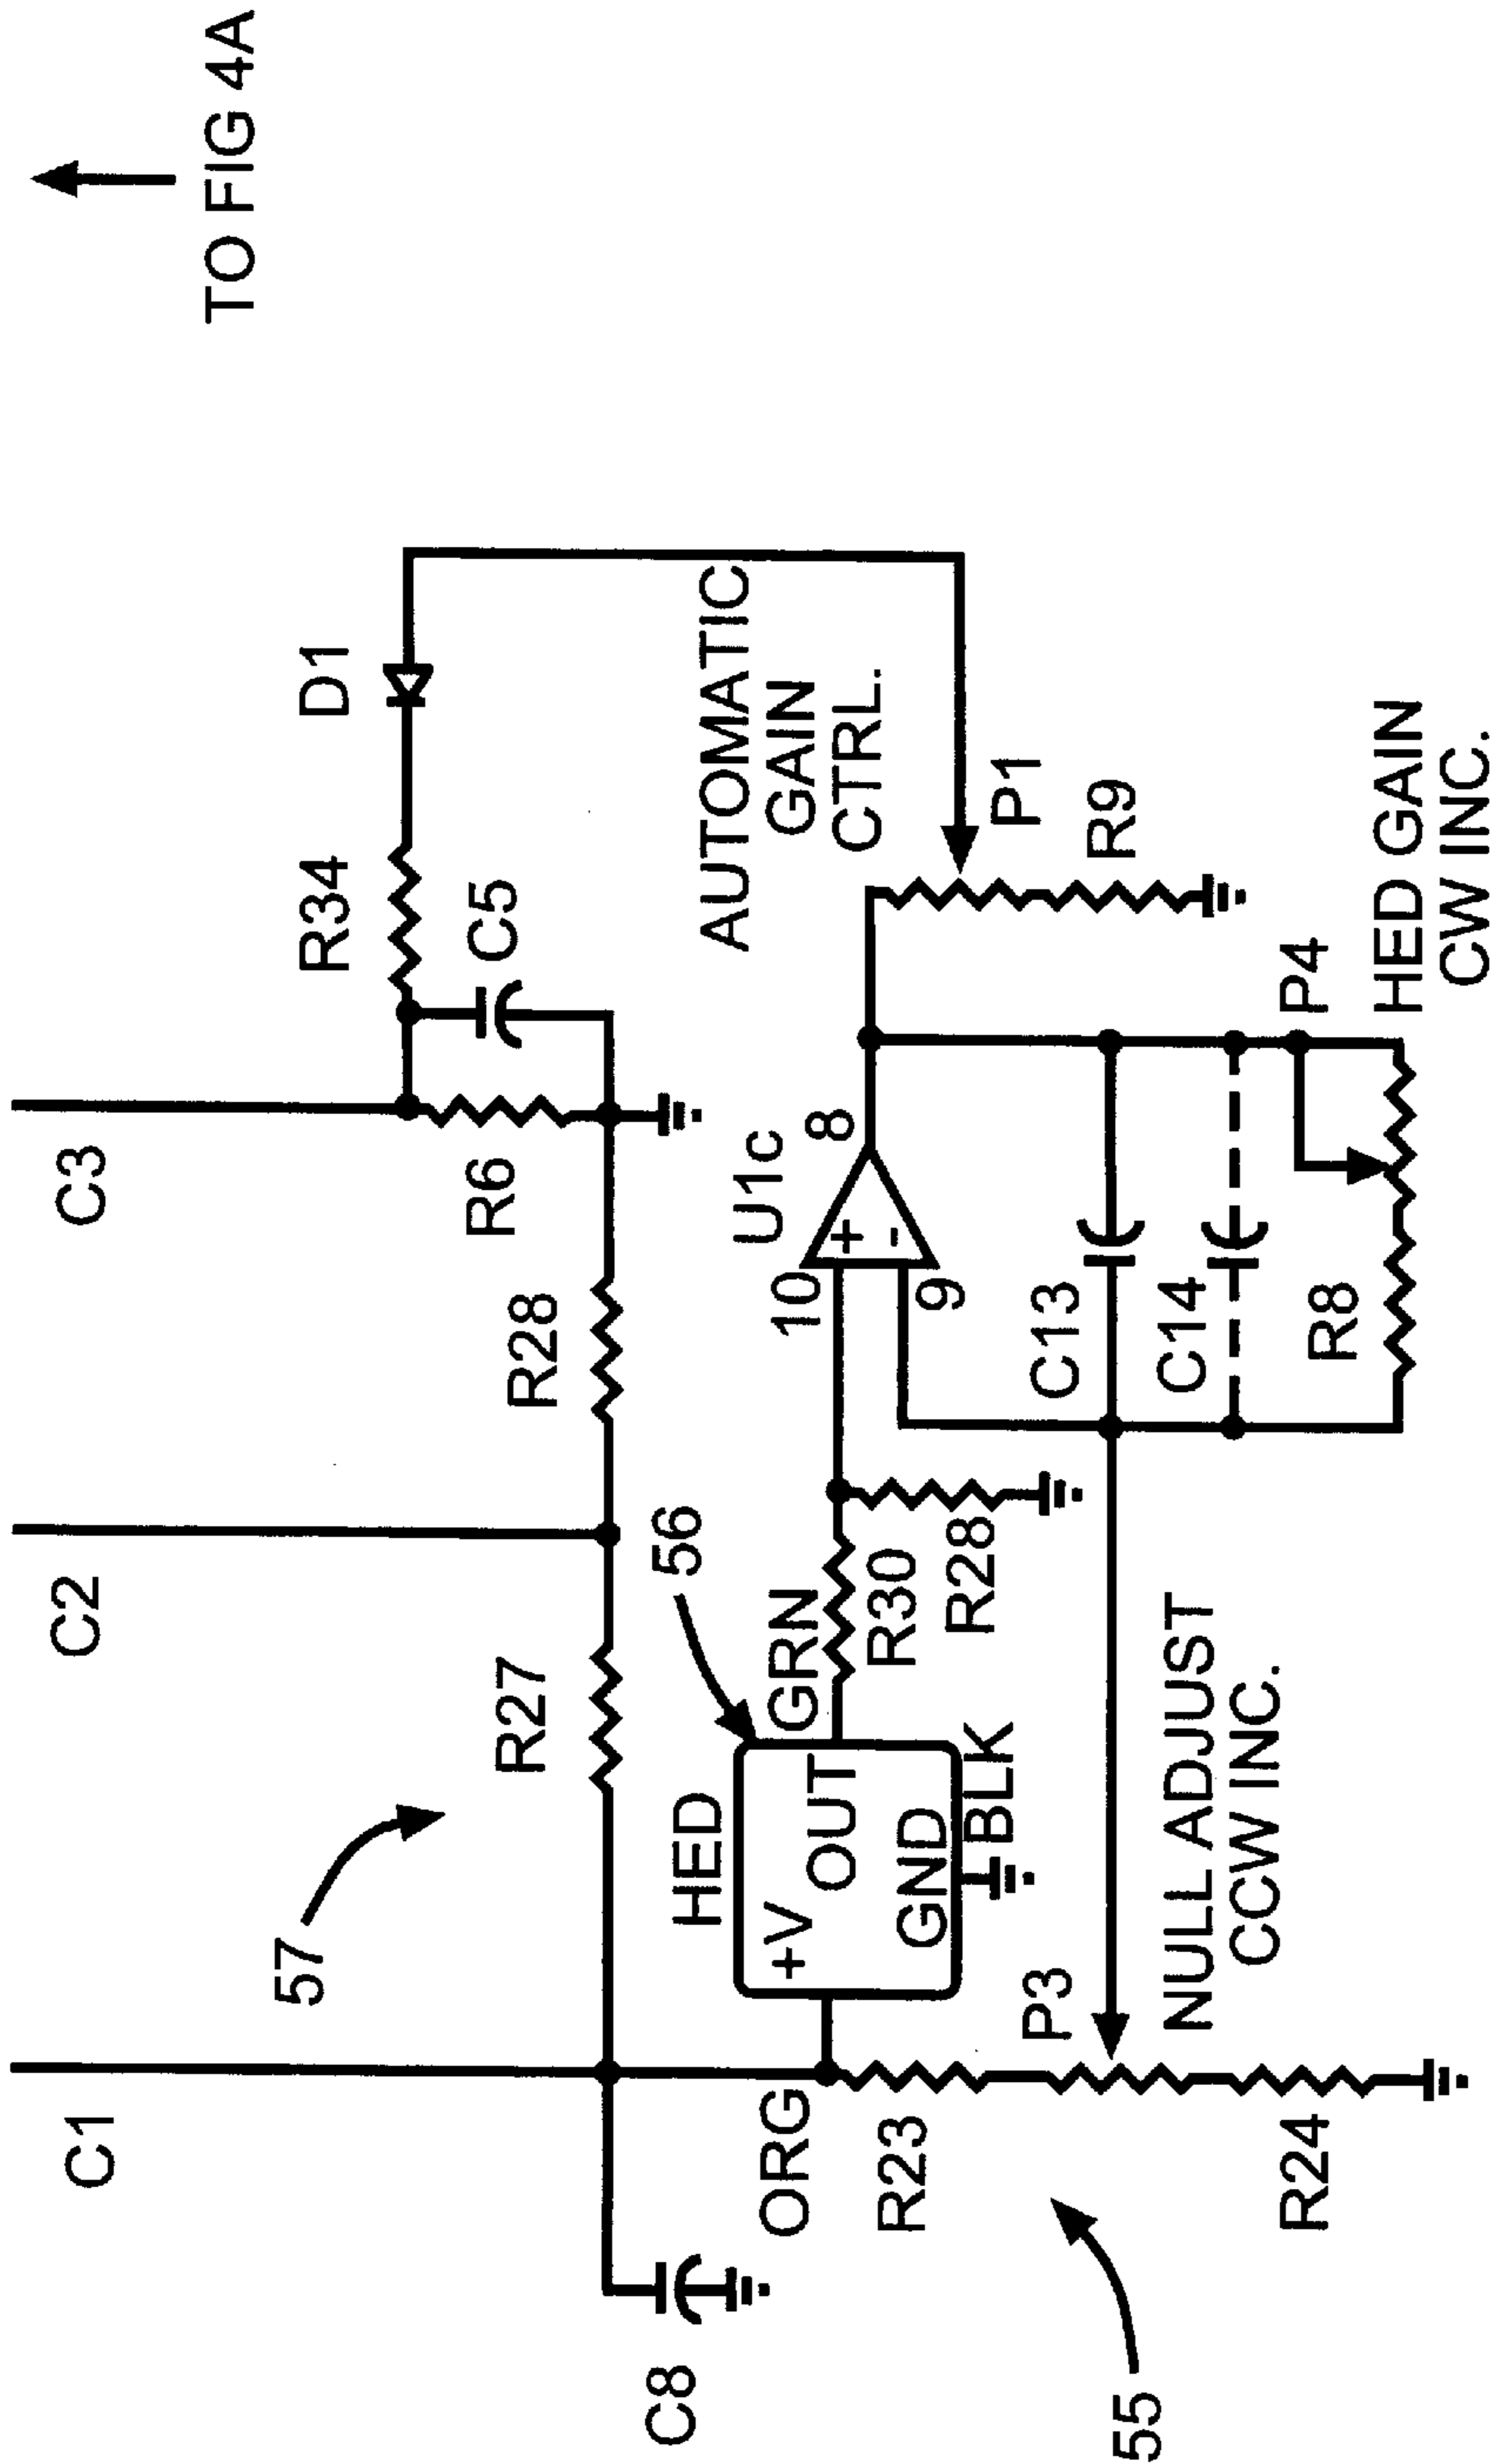 TO FIG 4A
C1
C2
C3
57
R27
R28
R6
R34
D1
C5
C8
ORG
HED
+V
OUT
GND
56
GRN
BLK
R30
R28
10
9
U1c
+
-
8
AUTOMATIC
GAIN
CTRL.
P1
R9
R23
P3
R24
55
NULL ADJUST
CCW INC.
C13
C14
R8
P4
HED GAIN
CW INC.